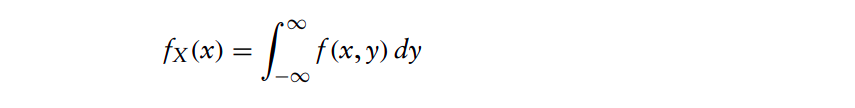 f_X(x) = ∫_{-∞}^{∞} f(x, y) dy